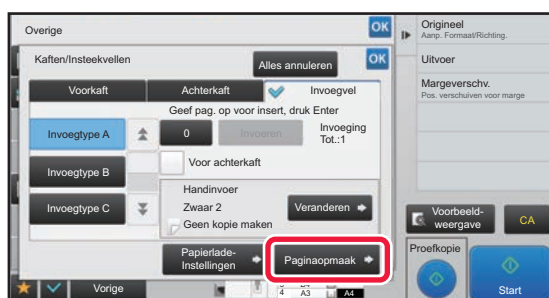 Overige
OK
Kaften/Insteekvellen
Alles annuleren
OK
Voorkaft
Achterkaft
Invoegvel
Geef pag. op voor insert, druk Enter
Invoegtype A
0
Invoeren
Invoeging
Tot.:1
Voor achterkaft
Invoegtype B
Handinvoer
Zwaar 2
Geen kopie maken
Veranderen
Invoegtype C
Papierlade-
Instellingen
Paginaopmaak
Vorige
4
A3
A4
Origineel
Aanp. Formaat/Richting.
Uitvoer
Margeverschv.
Pos. verschuiven voor marge
Voorbeeld-
weergave
CA
Proefkopie
Start